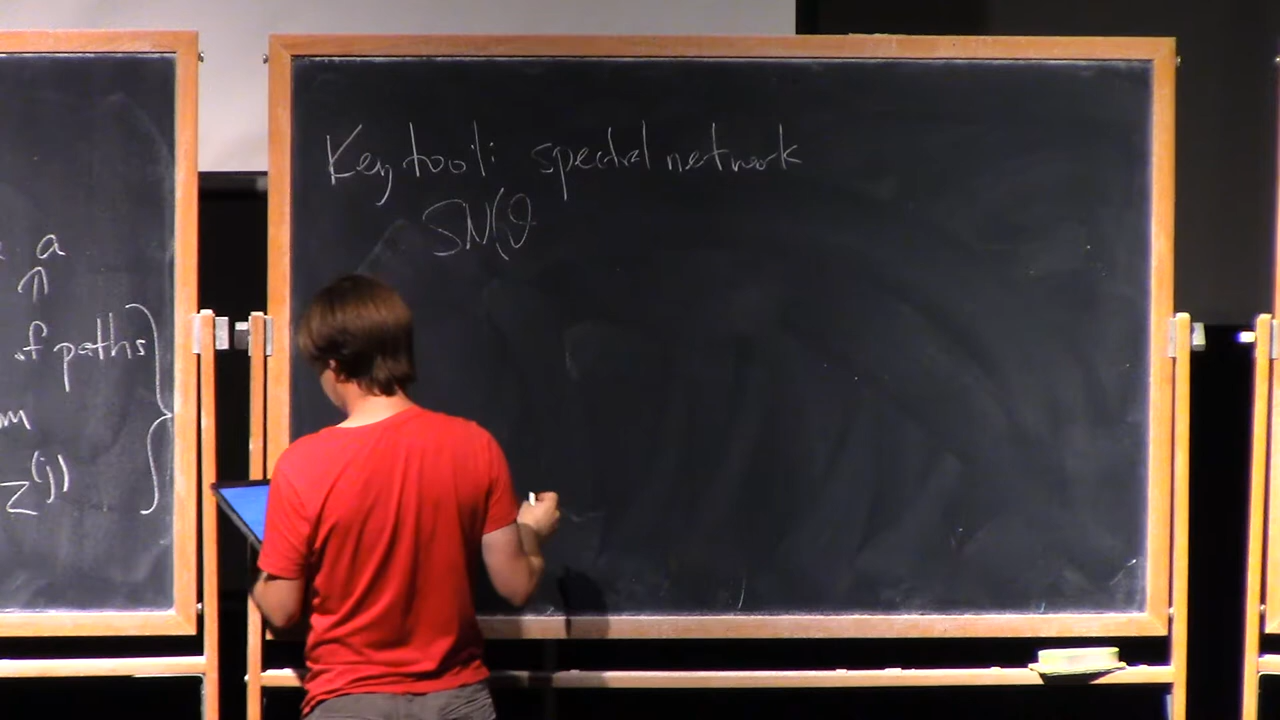 a
↑
of paths
z^(j)
Key tool: spectral network
SN(ϑ